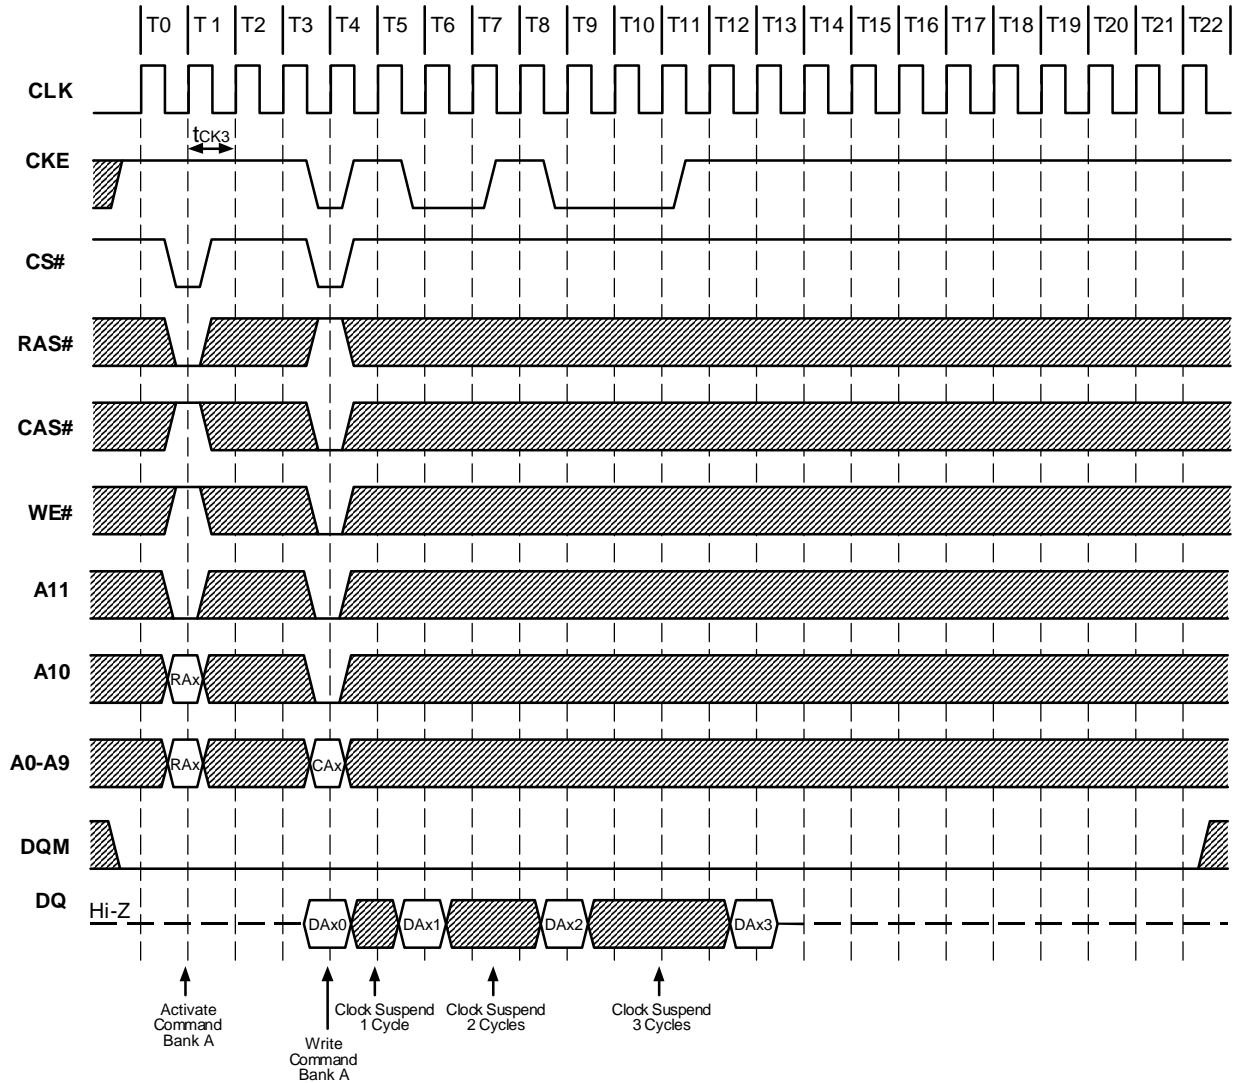 T0 T1 T2 T3 T4 T5 T6 T7 T8 T9 T10 T11 T12 T13 T14 T15 T16 T17 T18 T19 T20 T21 T22
CLK
tCK3
CKE
CS#
RAS#
CAS#
WE#
A11
A10 RAx
A0-A9 RAx CAx
DQM
DQ
Hi-Z DAx0 DAx1 DAx2 DAx3
Activate
Command
Bank A
Write
Command
Bank A
Clock Suspend
1 Cycle
Clock Suspend
2 Cycles
Clock Suspend
3 Cycles